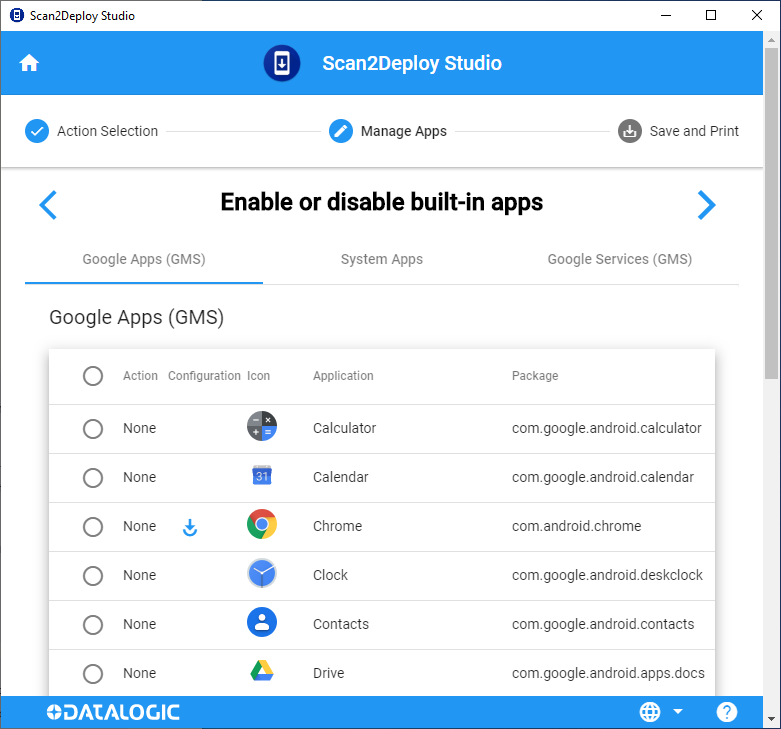 Scan2Deploy Studio
Scan2Deploy Studio
Action Selection Manage Apps Save and Print
Enable or disable built-in apps
Google Apps (GMS) System Apps Google Services (GMS)
Google Apps (GMS)
Action Configuration Icon Application Package
None Calculator com.google.android.calculator
None 31 Calendar com.google.android.calendar
None Chrome com.android.chrome
None Clock com.google.android.deskclock
None Contacts com.google.android.contacts
None Drive com.google.android.apps.docs
DATALOGIC ?